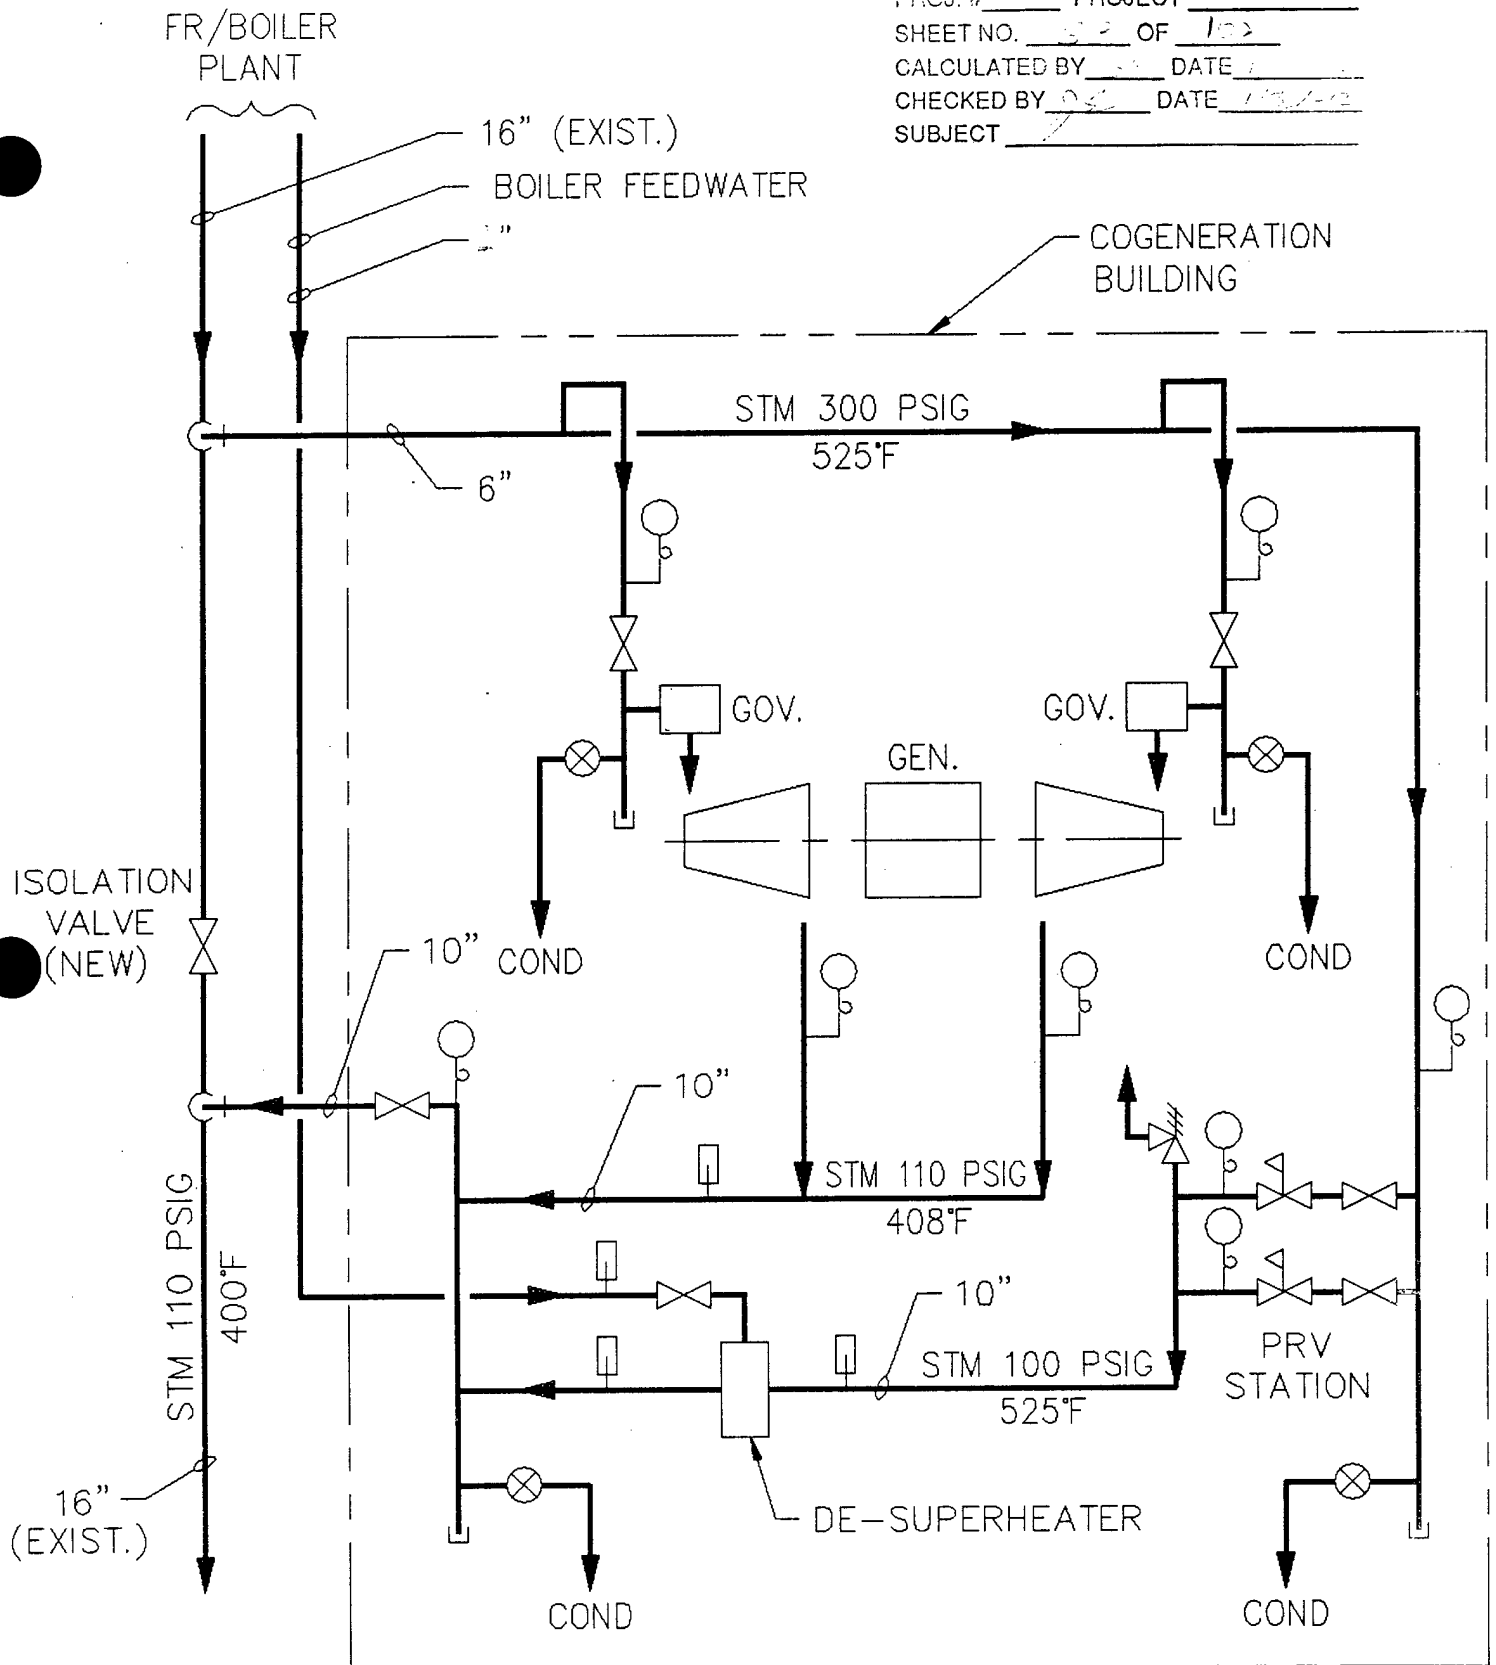 PROJECT
SHEET NO. OF
CALCULATED BY DATE
CHECKED BY DATE
SUBJECT
FR/BOILER
PLANT
16" (EXIST.)
BOILER FEEDWATER
COGENERATION
BUILDING
STM 300 PSIG
525°F
6"
GOV.
GOV.
GEN.
ISOLATION
VALVE
(NEW)
10"
COND
COND
10"
STM 110 PSIG
408°F
STM 110 PSIG
400°F
10"
STM 100 PSIG
525°F
PRV
STATION
16"
(EXIST.)
DE-SUPERHEATER
COND
COND